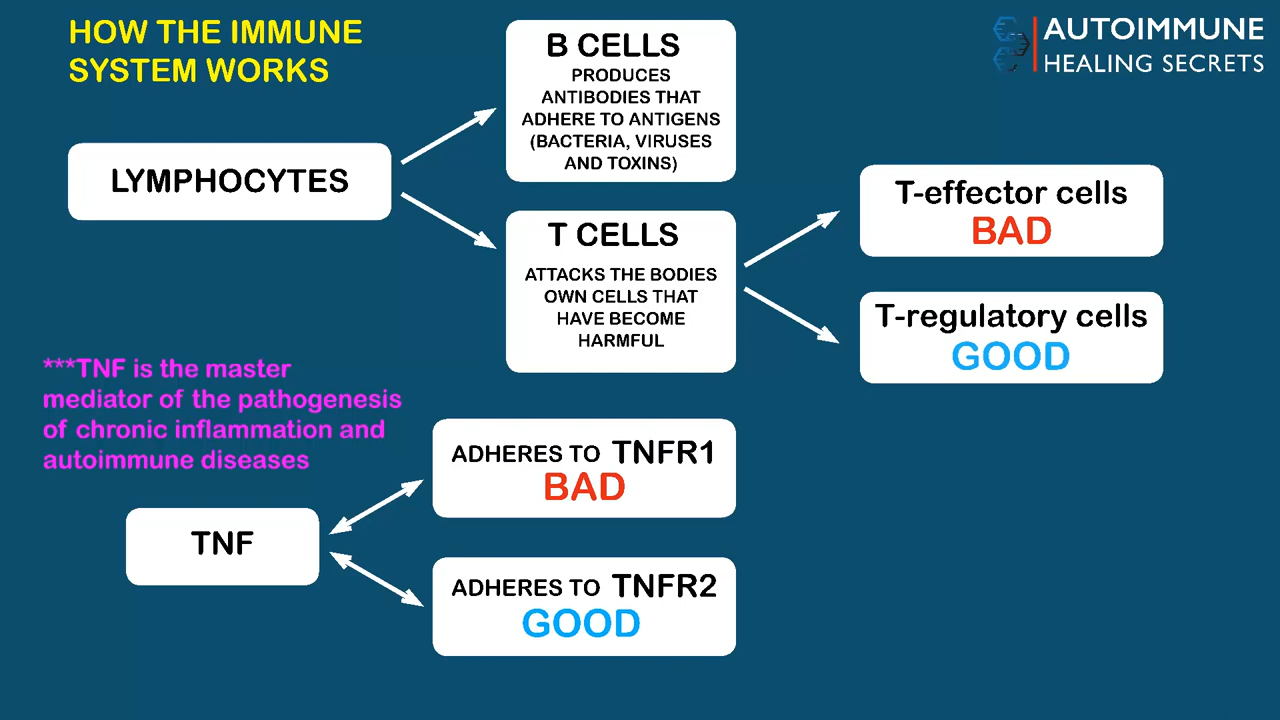 HOW THE IMMUNE
SYSTEM WORKS
AUTOIMMUNE
HEALING SECRETS
LYMPHOCYTES
B CELLS
PRODUCES
ANTIBODIES THAT
ADHERE TO ANTIGENS
(BACTERIA, VIRUSES
AND TOXINS)
T CELLS
ATTACKS THE BODIES
OWN CELLS THAT
HAVE BECOME
HARMFUL
T-effector cells
BAD
T-regulatory cells
GOOD
***TNF is the master
mediator of the pathogenesis
of chronic inflammation and
autoimmune diseases
TNF
ADHERES TO TNFR1
BAD
ADHERES TO TNFR2
GOOD